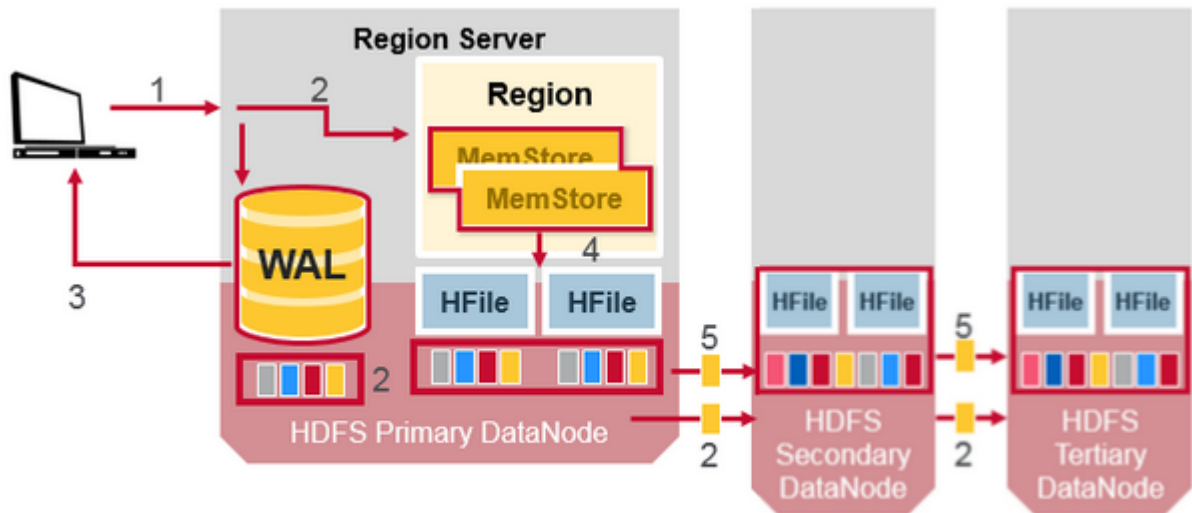 Region Server
1
2
Region
MemStore
MemStore
WAL
3
4
HFile
HFile
HFile
HFile
HFile
HFile
2
5
5
2
2
HDFS Primary DataNode
HDFS
Secondary
DataNode
HDFS
Tertiary
DataNode